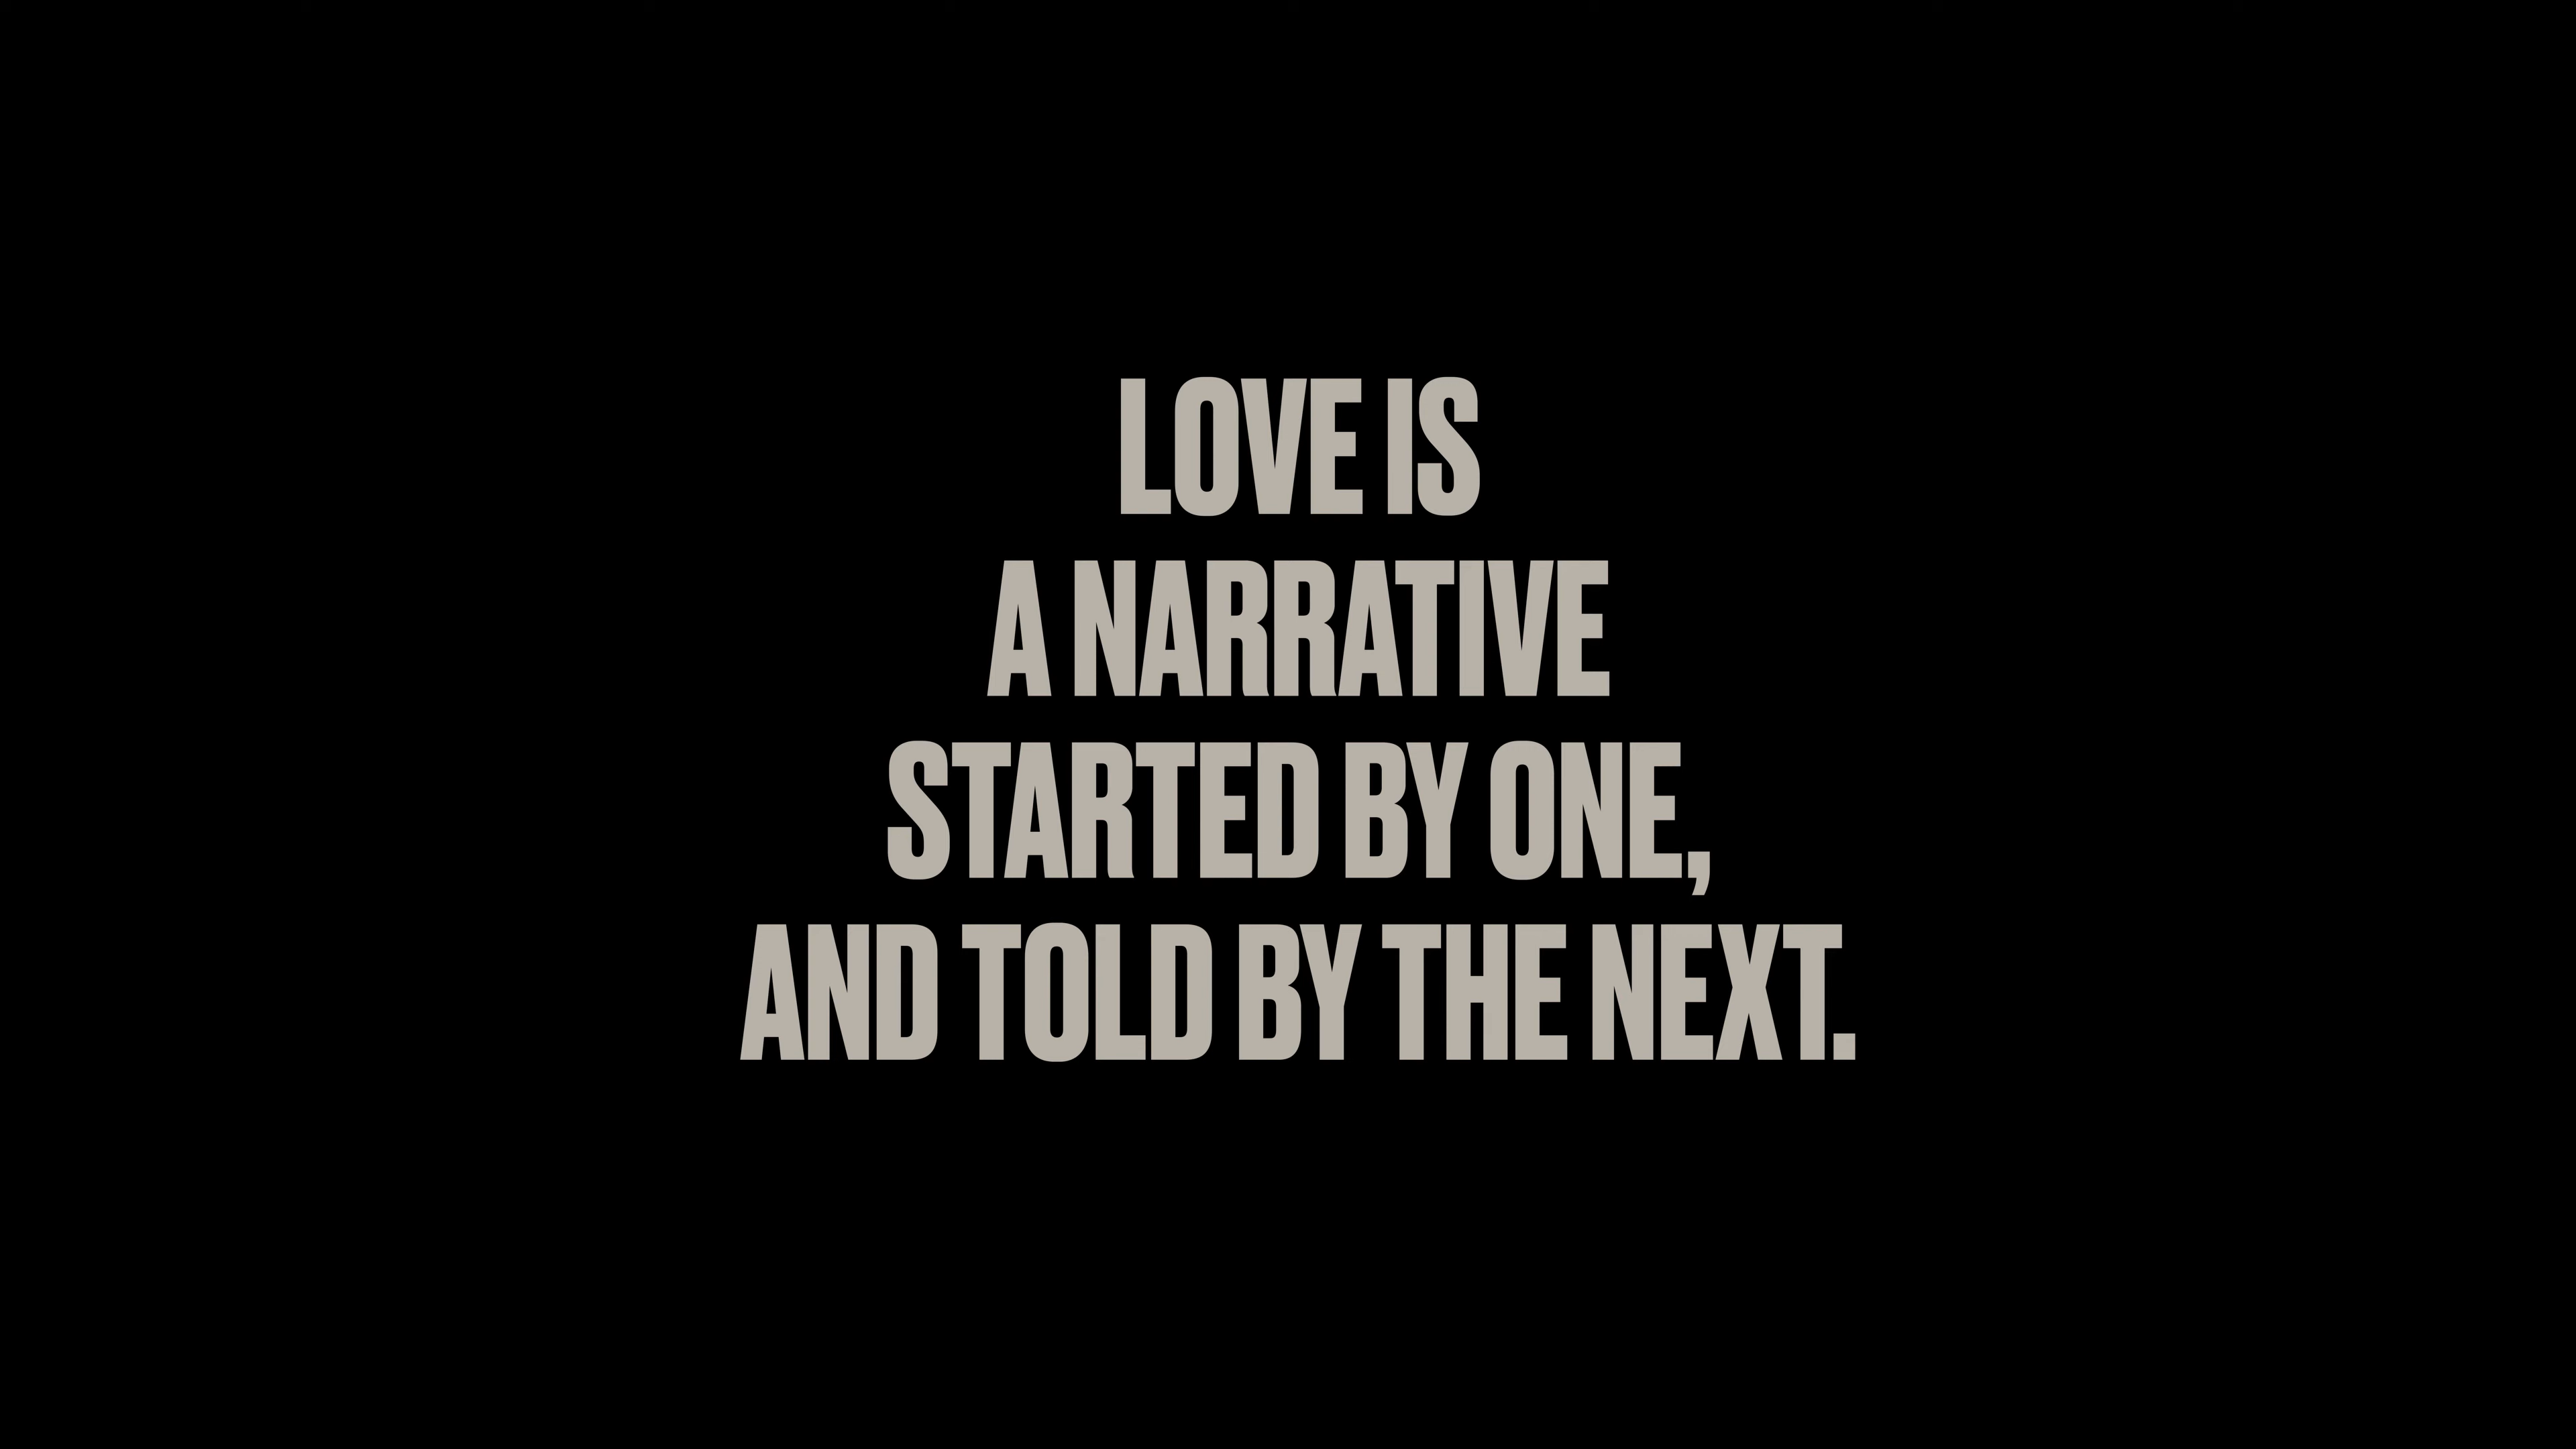 LOVE IS
A NARRATIVE
STARTED BY ONE,
AND TOLD BY THE NEXT.